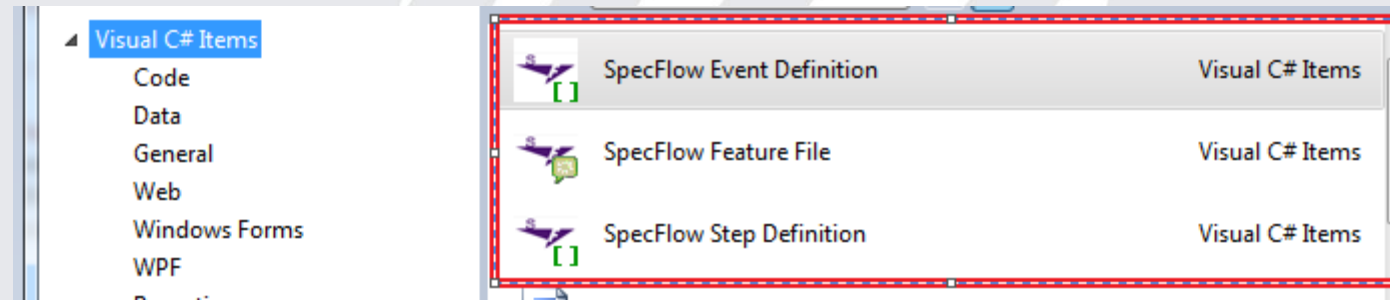 Visual C# Items
Code
Data
General
Web
Windows Forms
WPF
SpecFlow Event Definition Visual C# Items
SpecFlow Feature File Visual C# Items
SpecFlow Step Definition Visual C# Items